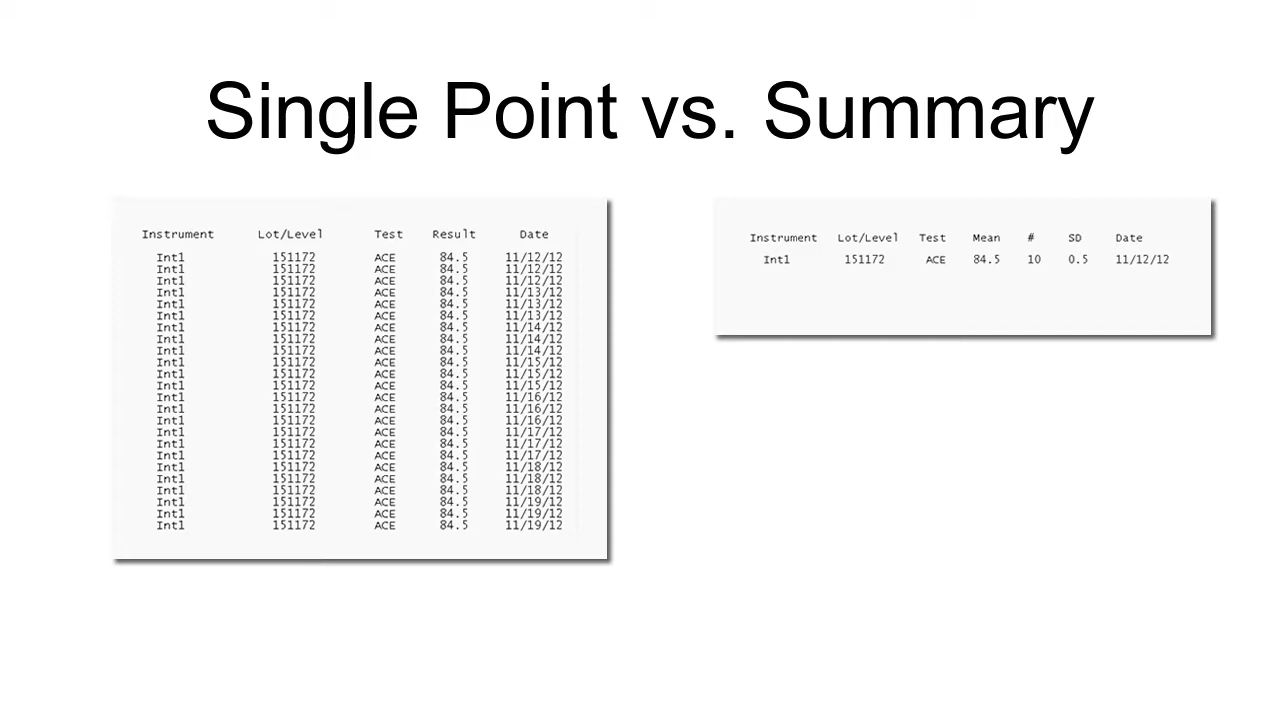 Single Point vs. Summary
Instrument Lot/Level Test Result Date
Int1 151172 ACE 84.5 11/12/12
Int1 151172 ACE 84.5 11/12/12
Int1 151172 ACE 84.5 11/12/12
Int1 151172 ACE 84.5 11/13/12
Int1 151172 ACE 84.5 11/13/12
Int1 151172 ACE 84.5 11/13/12
Int1 151172 ACE 84.5 11/14/12
Int1 151172 ACE 84.5 11/14/12
Int1 151172 ACE 84.5 11/14/12
Int1 151172 ACE 84.5 11/15/12
Int1 151172 ACE 84.5 11/15/12
Int1 151172 ACE 84.5 11/15/12
Int1 151172 ACE 84.5 11/16/12
Int1 151172 ACE 84.5 11/16/12
Int1 151172 ACE 84.5 11/16/12
Int1 151172 ACE 84.5 11/17/12
Int1 151172 ACE 84.5 11/17/12
Int1 151172 ACE 84.5 11/17/12
Int1 151172 ACE 84.5 11/18/12
Int1 151172 ACE 84.5 11/18/12
Int1 151172 ACE 84.5 11/18/12
Int1 151172 ACE 84.5 11/19/12
Int1 151172 ACE 84.5 11/19/12
Int1 151172 ACE 84.5 11/19/12
Instrument Lot/Level Test Mean # SD Date
Int1 151172 ACE 84.5 10 0.5 11/12/12